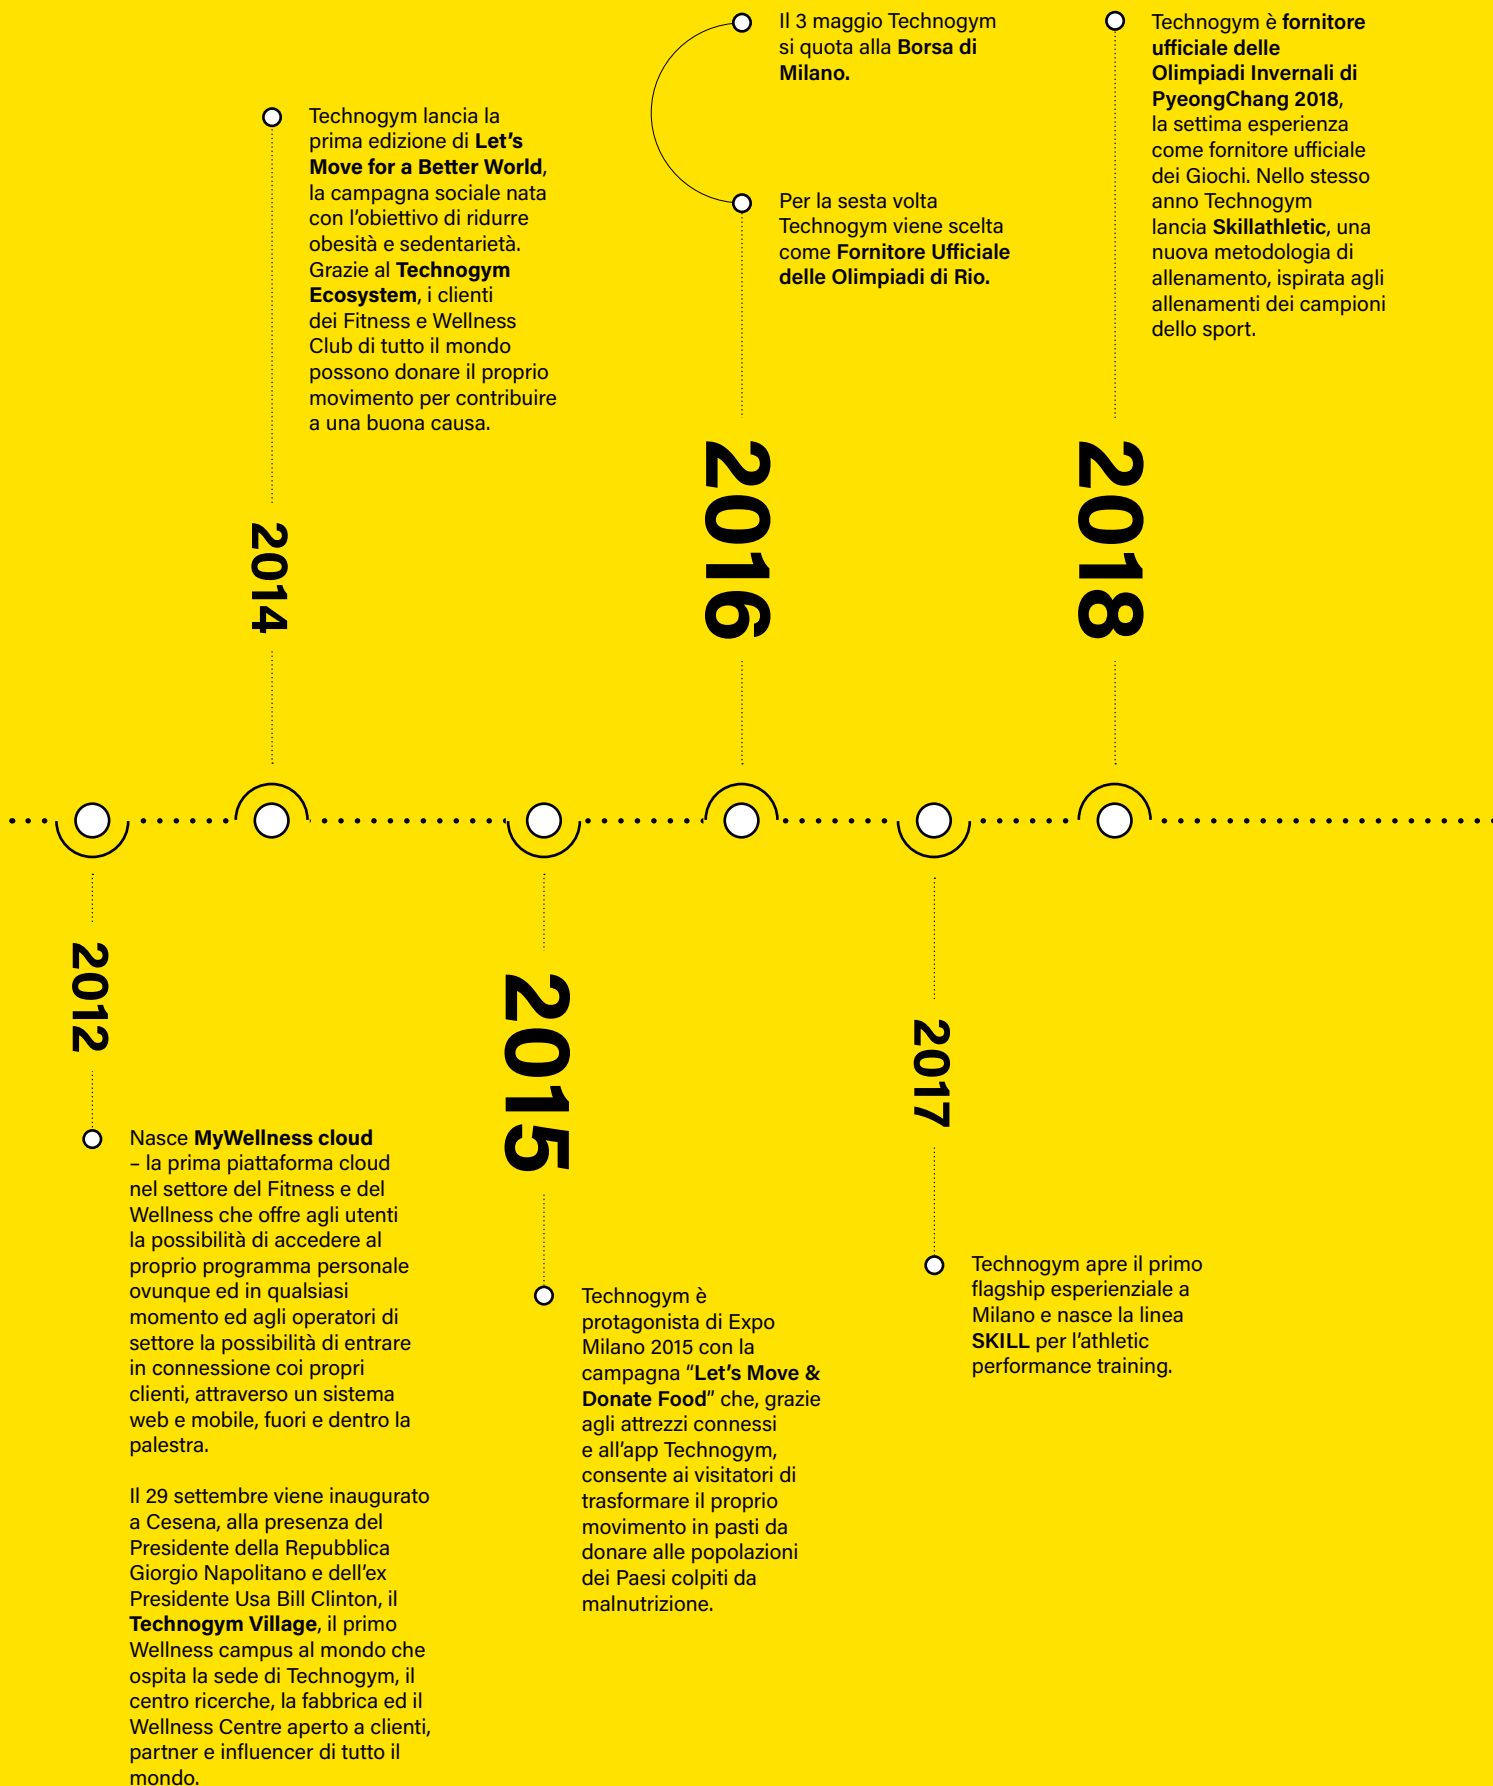 2012
Nasce MyWellness cloud
– la prima piattaforma cloud
nel settore del Fitness e del
Wellness che offre agli utenti
la possibilità di accedere al
proprio programma personale
ovunque ed in qualsiasi
momento ed agli operatori di
settore la possibilità di entrare
in connessione coi propri
clienti, attraverso un sistema
web e mobile, fuori e dentro la
palestra.
Il 29 settembre viene inaugurato
a Cesena, alla presenza del
Presidente della Repubblica
Giorgio Napolitano e dell'ex
Presidente Usa Bill Clinton, il
Technogym Village, il primo
Wellness campus al mondo che
ospita la sede di Technogym, il
centro ricerche, la fabbrica ed il
Wellness Centre aperto a clienti,
partner e influencer di tutto il
mondo.
2014
Technogym lancia la
prima edizione di Let's
Move for a Better World,
la campagna sociale nata
con l'obiettivo di ridurre
obesità e sedentarietà.
Grazie al Technogym
Ecosystem, i clienti
dei Fitness e Wellness
Club di tutto il mondo
possono donare il proprio
movimento per contribuire
a una buona causa.
2015
Technogym è
protagonista di Expo
Milano 2015 con la
campagna “Let's Move &
Donate Food” che, grazie
agli attrezzi connessi
e all'app Technogym,
consente ai visitatori di
trasformare il proprio
movimento in pasti da
donare alle popolazioni
dei Paesi colpiti da
malnutrizione.
2016
Il 3 maggio Technogym
si quota alla Borsa di
Milano.
Per la sesta volta
Technogym viene scelta
come Fornitore Ufficiale
delle Olimpiadi di Rio.
2017
Technogym apre il primo
flagship esperienziale a
Milano e nasce la linea
SKILL per l'athletic
performance training.
2018
Technogym è fornitore
ufficiale delle
Olimpiadi Invernali di
PyeongChang 2018,
la settima esperienza
come fornitore ufficiale
dei Giochi. Nello stesso
anno Technogym
lancia Skillathletic, una
nuova metodologia di
allenamento, ispirata agli
allenamenti dei campioni
dello sport.